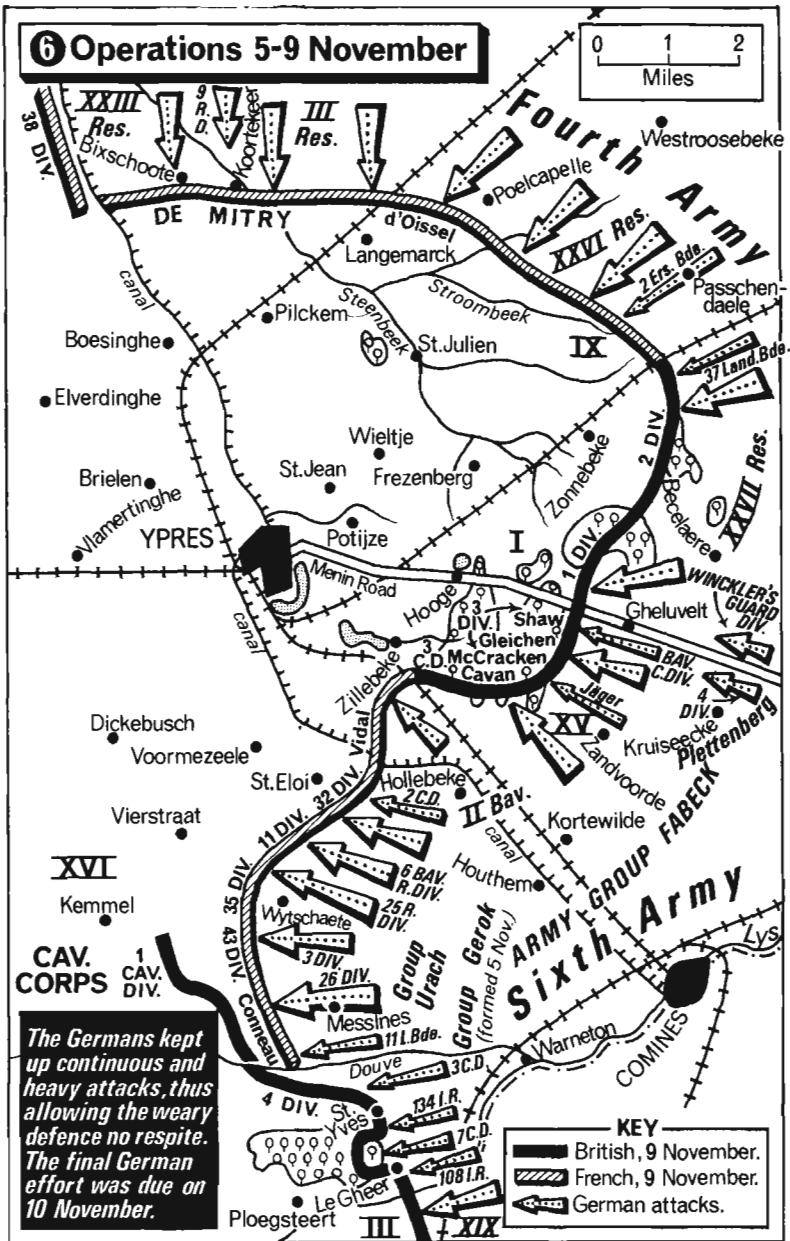 6 Operations 5-9 November
0 1 2
Miles
38 DIV.
XXIII
Res.
9
R.
D.
Koortekeer
III
Res.
Bixschoote
DE MITRY
d'Oissel
Fourth Army
Westroosebeke
Poelcapelle
XXVI Res.
2 Ers. Bde.
Passchen-
daele
Langemarck
canal
Steenbeek
Stroombeek
Pilckem
Boesinghe
St.Julien
IX
37 Land. Bde.
Elverdinghe
2 DIV.
Wieltje
St.Jean
Frezenberg
Zonnebeke
Brielen
Vlamertinghe
Becelaere
XXVII Res.
YPRES
Potijze
I
1 DIV.
Menin Road
Hooge
WINCKLER'S
GUARD
DIV.
3
DIV.
Shaw
Gheluvelt
Gleichen
canal
Zillebeke
3
C.D.
McCracken
Cavan
BAV.
C.DIV.
Jäger
4
DIV.
XV
Zandvoorde
Kruiseecke
Plettenberg
Dickebusch
Voormezeele
Vidal
St.Eloi
32 DIV.
Hollebeke
2 C.D.
II Bav.
Vierstraat
11 DIV.
canal
Kortewilde
ARMY GROUP FABECK
XVI
35 DIV.
6 BAV.
R.DIV.
Houthem
Kemmel
25 R.
DIV.
Wytschaete
Sixth Army
Lys
CAV.
CORPS
1
CAV.
DIV.
43 DIV.
3 DIV.
Group
Urach
Group Gerok
(formed 5 Nov.)
26 DIV.
Messines
Conneau
11 L.Bde.
Warneton
COMINES
Douve
3 C.D.
The Germans kept
up continuous and
heavy attacks, thus
allowing the weary
defence no respite.
The final German
effort was due on
10 November.
4 DIV.
St.
Yves
134 I.R.
7 C.D.
108 I.R.
Le Gheer
Ploegsteert
III
XIX
KEY
British, 9 November.
French, 9 November.
German attacks.